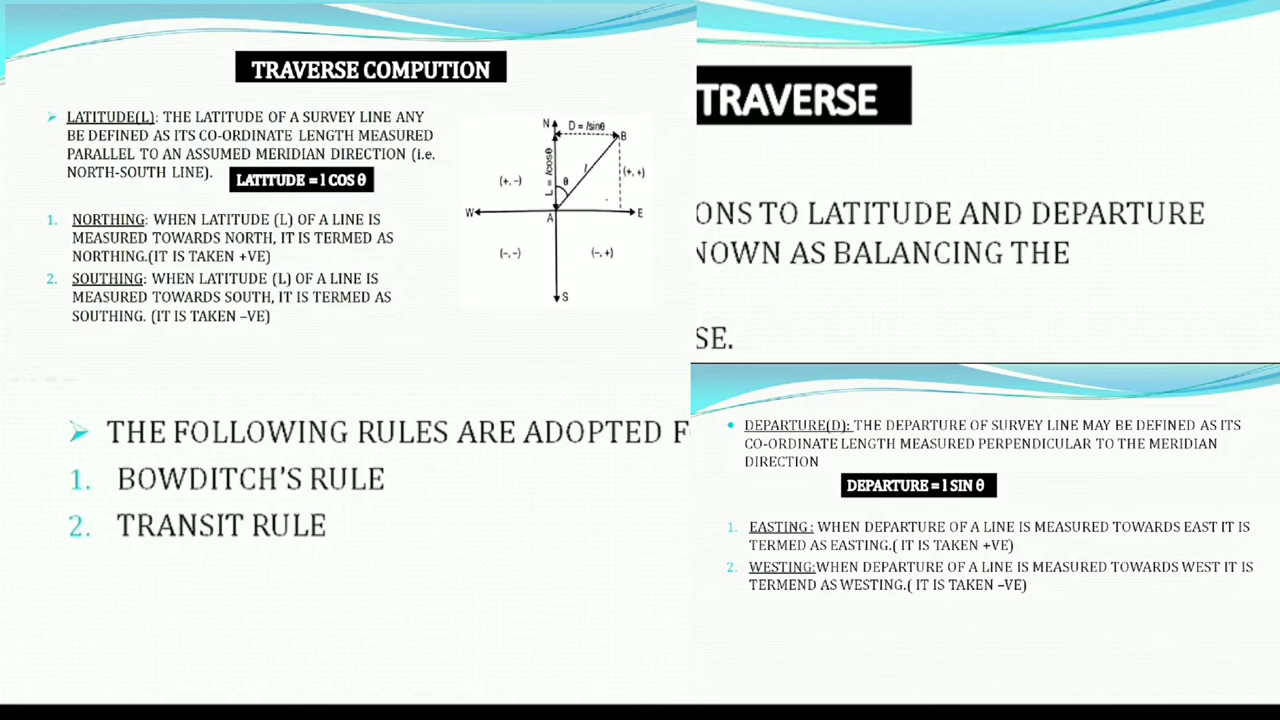 TRAVERSE COMPUTION
LATITUDE(L): THE LATITUDE OF A SURVEY LINE ANY
BE DEFINED AS ITS CO-ORDINATE LENGTH MEASURED
PARALLEL TO AN ASSUMED MERIDIAN DIRECTION (i.e.
NORTH-SOUTH LINE).
LATITUDE = l COS θ
1. NORTHING: WHEN LATITUDE (L) OF A LINE IS
MEASURED TOWARDS NORTH, IT IS TERMED AS
NORTHING.(IT IS TAKEN +VE)
2. SOUTHING: WHEN LATITUDE (L) OF A LINE IS
MEASURED TOWARDS SOUTH, IT IS TERMED AS
SOUTHING. (IT IS TAKEN –VE)
N
D = lsinθ
B
L = lcosθ
θ
l
(+, –)
(+, +)
W
A
E
(–, –)
(–, +)
S
TRAVERSE
ONS TO LATITUDE AND DEPARTURE
NOWN AS BALANCING THE
SE.
THE FOLLOWING RULES ARE ADOPTED F
1. BOWDITCH'S RULE
2. TRANSIT RULE
DEPARTURE(D): THE DEPARTURE OF SURVEY LINE MAY BE DEFINED AS ITS
CO-ORDINATE LENGTH MEASURED PERPENDICULAR TO THE MERIDIAN
DIRECTION
DEPARTURE = l SIN θ
1. EASTING : WHEN DEPARTURE OF A LINE IS MEASURED TOWARDS EAST IT IS
TERMED AS EASTING.( IT IS TAKEN +VE)
2. WESTING:WHEN DEPARTURE OF A LINE IS MEASURED TOWARDS WEST IT IS
TERMEND AS WESTING.( IT IS TAKEN –VE)